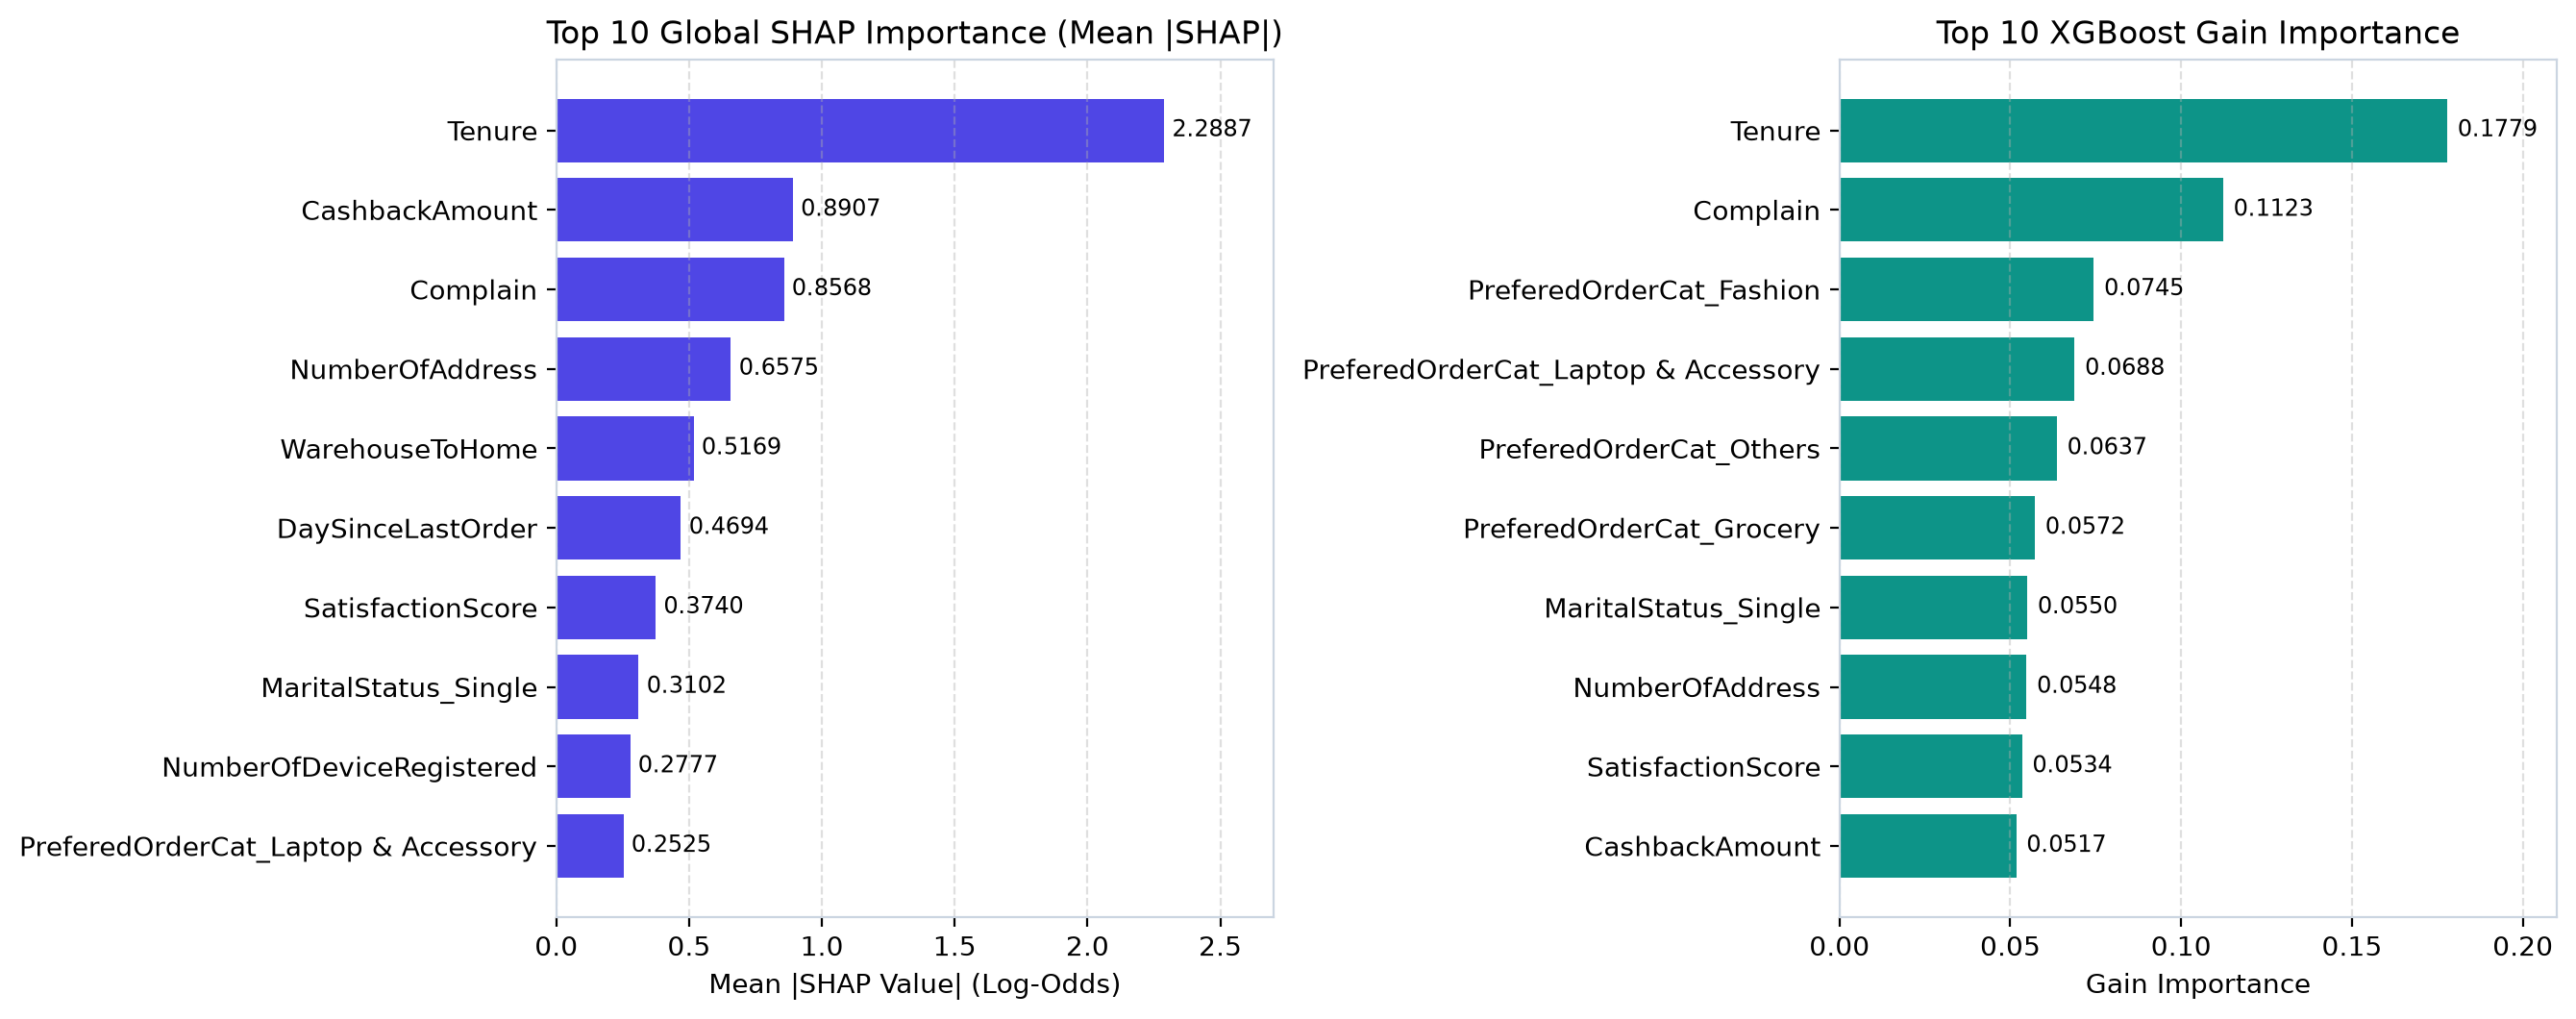 Top 10 Global SHAP Importance (Mean |SHAP|)
Tenure
2.2887
CashbackAmount
0.8907
Complain
0.8568
NumberOfAddress
0.6575
WarehouseToHome
0.5169
DaySinceLastOrder
0.4694
SatisfactionScore
0.3740
MaritalStatus_Single
0.3102
NumberOfDeviceRegistered
0.2777
PreferedOrderCat_Laptop & Accessory
0.2525
0.0 0.5 1.0 1.5 2.0 2.5
Mean |SHAP Value| (Log-Odds)
Top 10 XGBoost Gain Importance
Tenure
0.1779
Complain
0.1123
PreferedOrderCat_Fashion
0.0745
PreferedOrderCat_Laptop & Accessory
0.0688
PreferedOrderCat_Others
0.0637
PreferedOrderCat_Grocery
0.0572
MaritalStatus_Single
0.0550
NumberOfAddress
0.0548
SatisfactionScore
0.0534
CashbackAmount
0.0517
0.00 0.05 0.10 0.15 0.20
Gain Importance